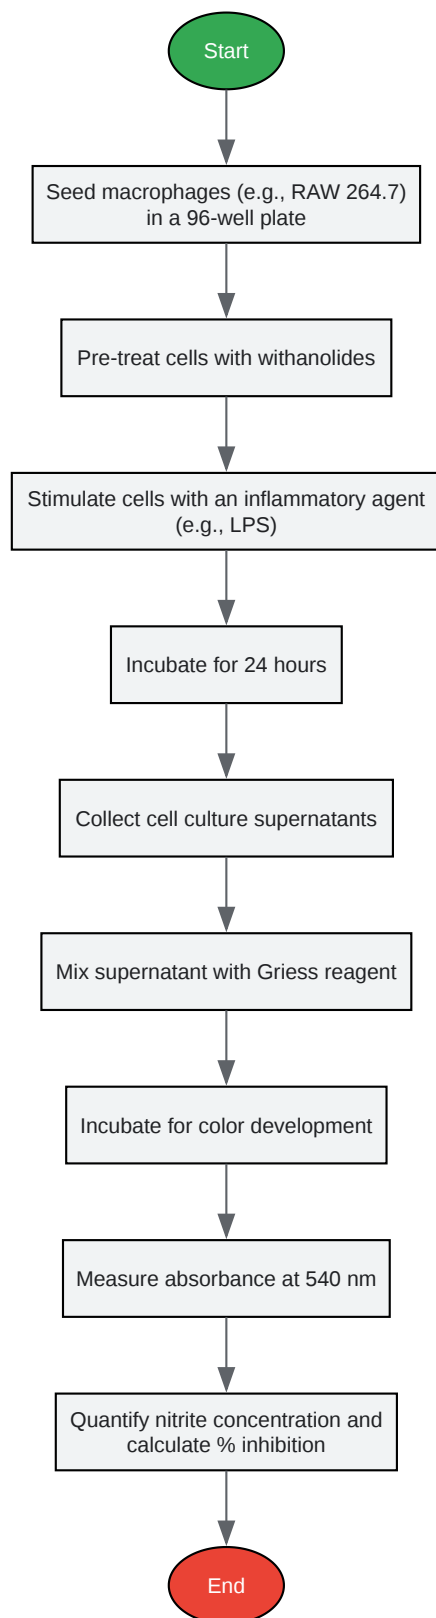 Start
Seed macrophages (e.g., RAW 264.7)
in a 96-well plate
Pre-treat cells with withanolides
Stimulate cells with an inflammatory agent
(e.g., LPS)
Incubate for 24 hours
Collect cell culture supernatants
Mix supernatant with Griess reagent
Incubate for color development
Measure absorbance at 540 nm
Quantify nitrite concentration and
calculate % inhibition
End